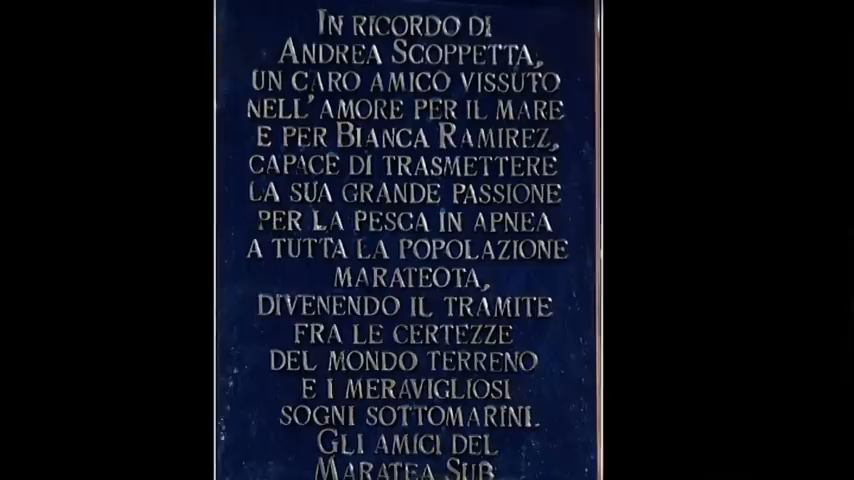 In ricordo di
Andrea Scoppetta,
un caro amico vissuto
nell'amore per il mare
e per Bianca Ramirez,
capace di trasmettere
la sua grande passione
per la pesca in apnea
a tutta la popolazione
marateota,
divenendo il tramite
fra le certezze
del mondo terreno
e i meravigliosi
sogni sottomarini.
Gli amici del
Maratea Sub